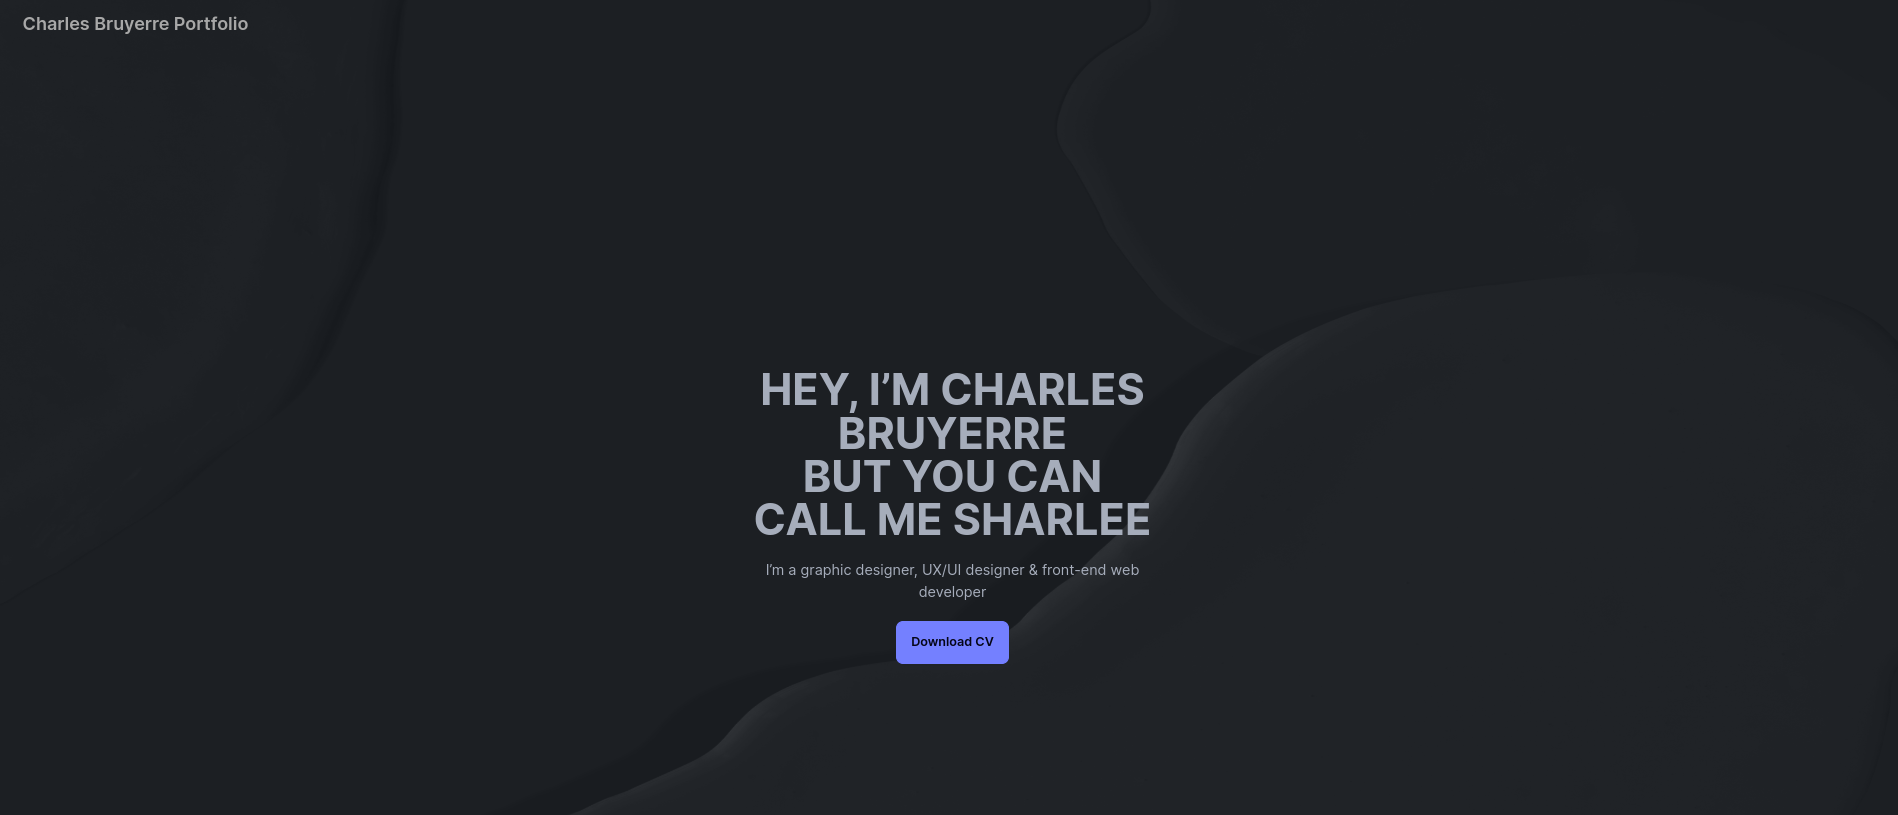 Charles Bruyerre Portfolio
HEY, I’M CHARLES
BRUYERRE
BUT YOU CAN
CALL ME SHARLEE
I'm a graphic designer, UX/UI designer & front-end web
developer
Download CV